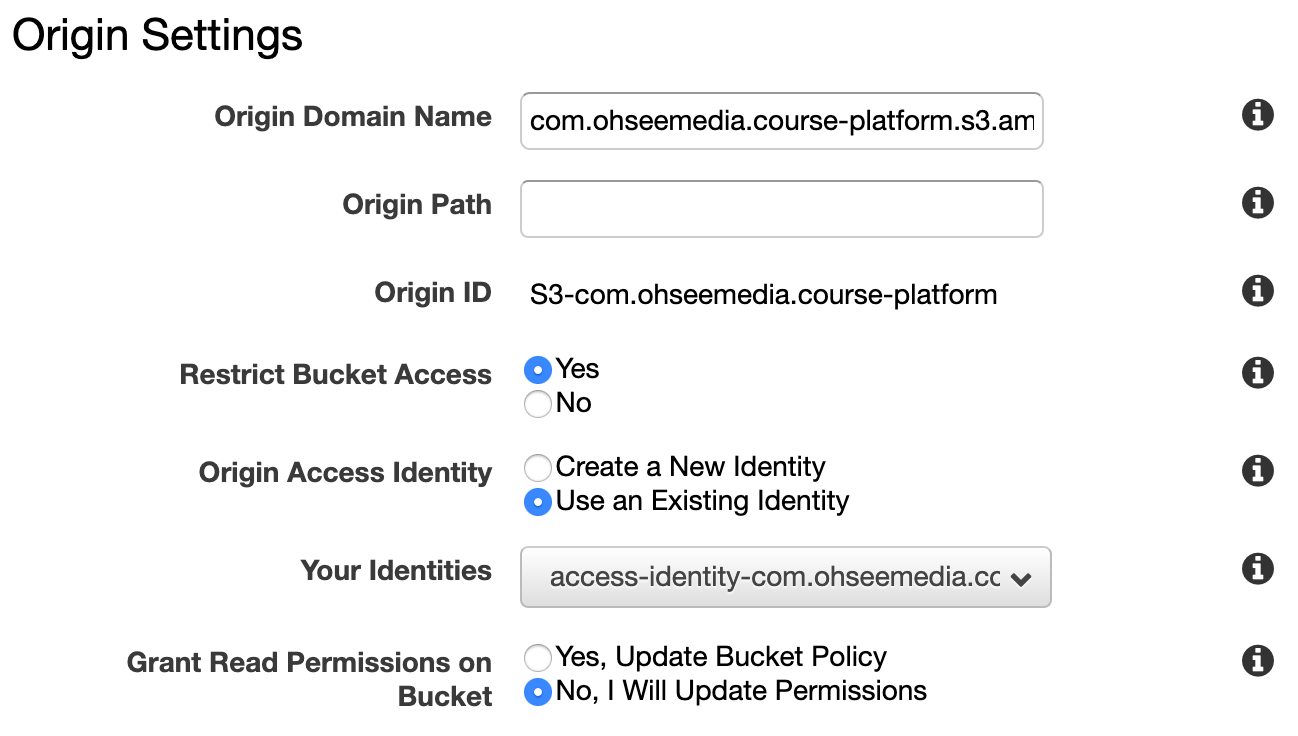 Origin Settings
Origin Domain Name
com.ohseemedia.course-platform.s3.am
Origin Path
Origin ID
S3-com.ohseemedia.course-platform
Restrict Bucket Access
Yes
No
Origin Access Identity
Create a New Identity
Use an Existing Identity
Your Identities
access-identity-com.ohseemedia.cc
Grant Read Permissions on
Bucket
Yes, Update Bucket Policy
No, I Will Update Permissions